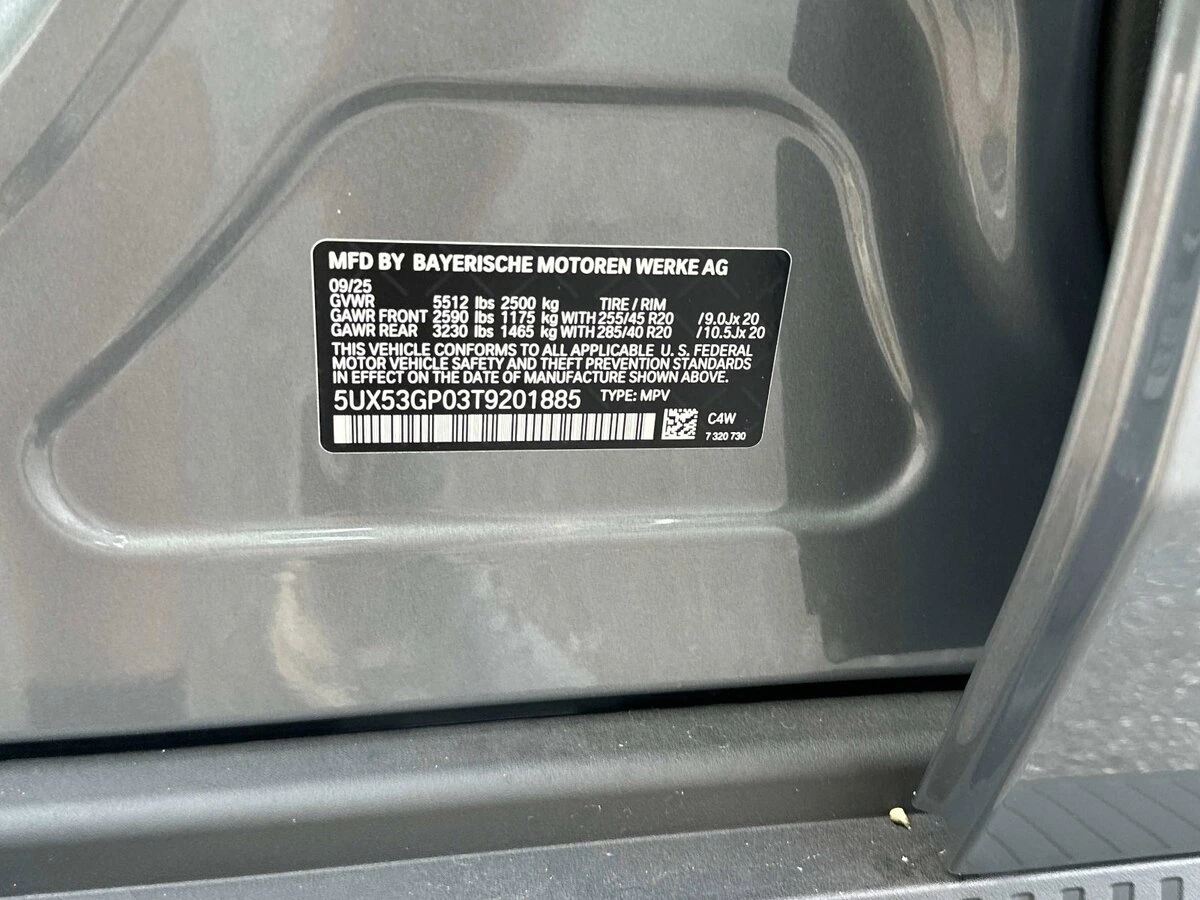 MFD BY BAYERISCHE MOTOREN WERKE AG
09/25
GVWR 5512 lbs 2500 kg TIRE / RIM
GAWR FRONT 2590 lbs 1175 kg WITH 255/45 R20 /9.0Jx 20
GAWR REAR 3230 lbs 1465 kg WITH 285/40 R20 /10.5Jx 20
THIS VEHICLE CONFORMS TO ALL APPLICABLE U. S. FEDERAL
MOTOR VEHICLE SAFETY AND THEFT PREVENTION STANDARDS
IN EFFECT ON THE DATE OF MANUFACTURE SHOWN ABOVE.
5UX53GP03T9201885 TYPE: MPV
C4W
7 320 730